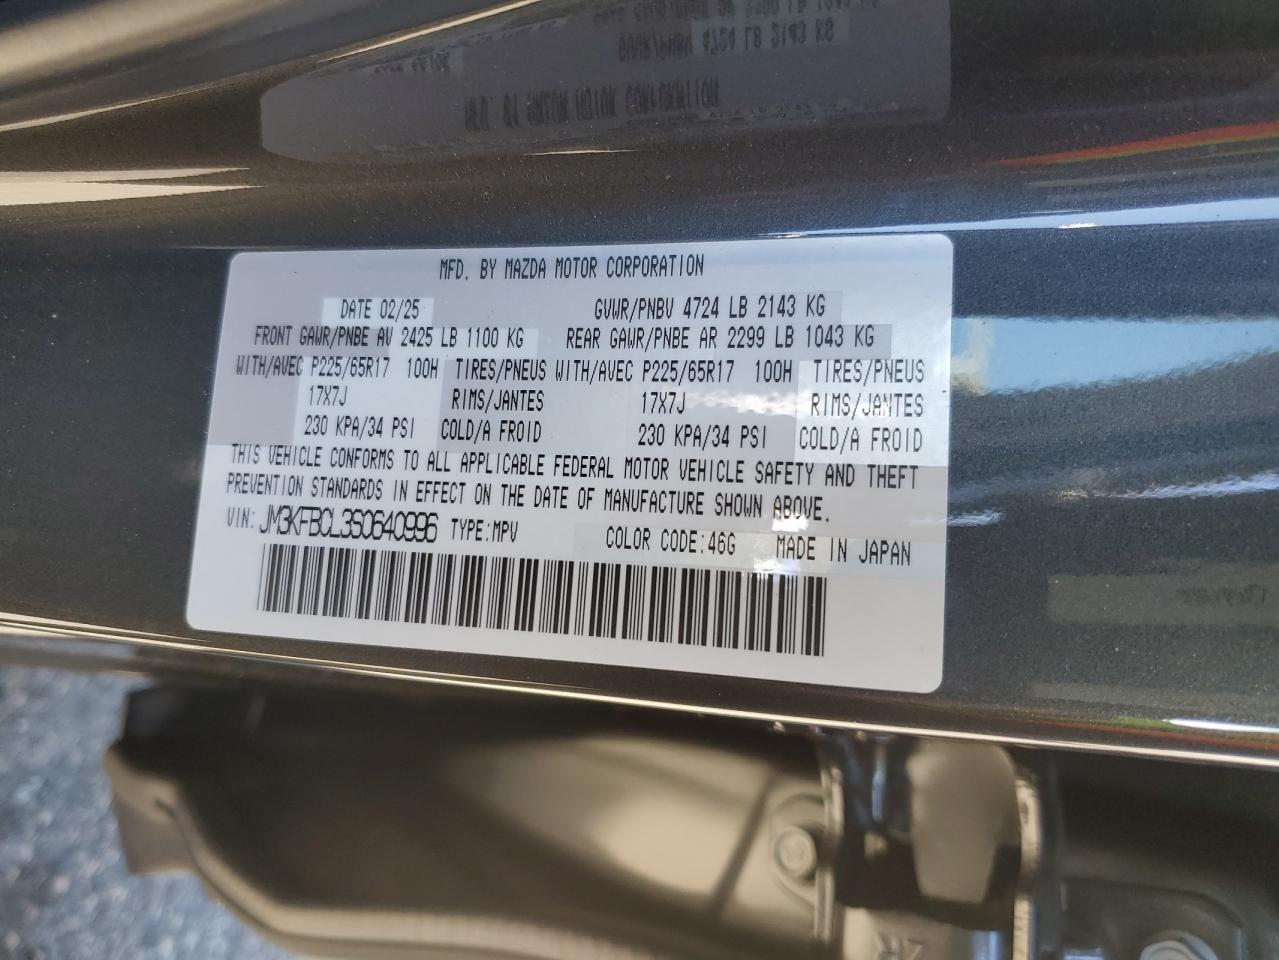 MFD. BY MAZDA MOTOR CORPORATION
DATE 02/25 GVWR/PNBV 4724 LB 2143 KG
FRONT GAWR/PNBE AV 2425 LB 1100 KG REAR GAWR/PNBE AR 2299 LB 1043 KG
WITH/AVEC P225/65R17 100H TIRES/PNEUS WITH/AVEC P225/65R17 100H TIRES/PNEUS
17X7J RIMS/JANTES 17X7J RIMS/JANTES
230 KPA/34 PSI COLD/A FROID 230 KPA/34 PSI COLD/A FROID
THIS VEHICLE CONFORMS TO ALL APPLICABLE FEDERAL MOTOR VEHICLE SAFETY AND THEFT
PREVENTION STANDARDS IN EFFECT ON THE DATE OF MANUFACTURE SHOWN ABOVE.
VIN: JM3KFBCL3S0640996 TYPE:MPV COLOR CODE:46G MADE IN JAPAN